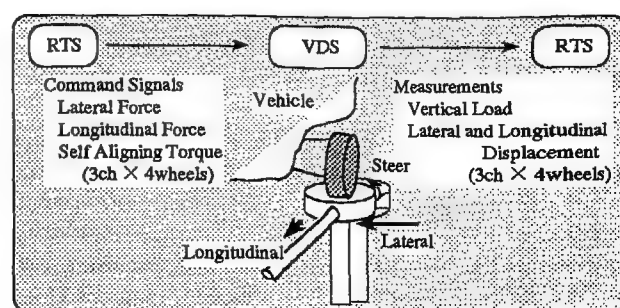 RTS
VDS
RTS
Command Signals
Lateral Force
Longitudinal Force
Self Aligning Torque
(3ch × 4wheels)
Vehicle
Measurements
Vertical Load
Lateral and Longitudinal
Displacement
(3ch × 4wheels)
Steer
Longitudinal
Lateral